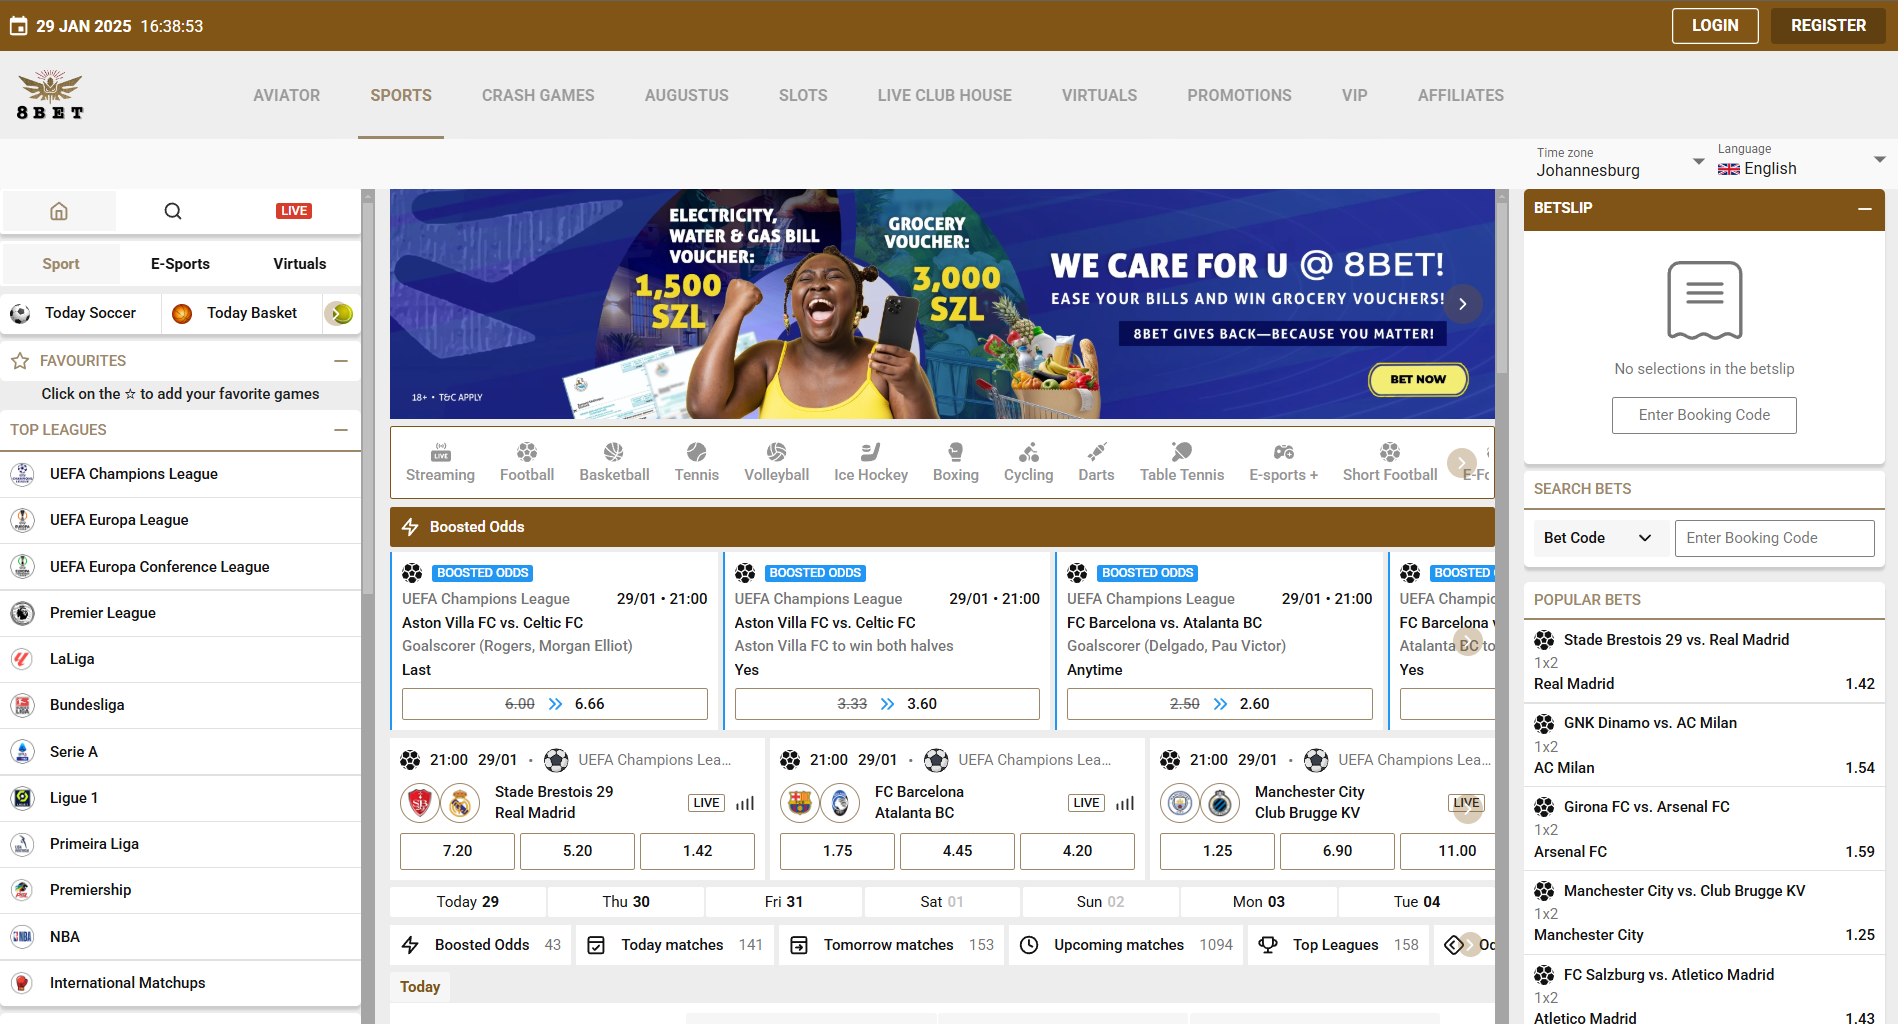 29 JAN 2025 16:38:53
LOGIN
REGISTER
8BET
AVIATOR
SPORTS
CRASH GAMES
AUGUSTUS
SLOTS
LIVE CLUB HOUSE
VIRTUALS
PROMOTIONS
VIP
AFFILIATES
Time zone
Johannesburg
Language
English
LIVE
Sport
E-Sports
Virtuals
Today Soccer
Today Basket
FAVOURITES
Click on the ☆ to add your favorite games
TOP LEAGUES
UEFA Champions League
UEFA Europa League
UEFA Europa Conference League
Premier League
LaLiga
Bundesliga
Serie A
Ligue 1
Primeira Liga
Premiership
NBA
International Matchups
ELECTRICITY,
WATER & GAS BILL
VOUCHER:
1,500
SZL
GROCERY
VOUCHER:
3,000
SZL
WE CARE FOR U @ 8BET!
EASE YOUR BILLS AND WIN GROCERY VOUCHERS!
8BET GIVES BACK—BECAUSE YOU MATTER!
BET NOW
18+ • T&C APPLY
LIVE
Streaming
Football
Basketball
Tennis
Volleyball
Ice Hockey
Boxing
Cycling
Darts
Table Tennis
E-sports +
Short Football
E-Fo
Boosted Odds
BOOSTED ODDS
UEFA Champions League 29/01 • 21:00
Aston Villa FC vs. Celtic FC
Goalscorer (Rogers, Morgan Elliot)
Last
6.00 6.66
BOOSTED ODDS
UEFA Champions League 29/01 • 21:00
Aston Villa FC vs. Celtic FC
Aston Villa FC to win both halves
Yes
3.33 3.60
BOOSTED ODDS
UEFA Champions League 29/01 • 21:00
FC Barcelona vs. Atalanta BC
Goalscorer (Delgado, Pau Victor)
Anytime
2.50 2.60
BOOSTED
UEFA Champic
FC Barcelona v
Atalanta BC to
Yes
21:00 29/01 • UEFA Champions Lea...
Stade Brestois 29
Real Madrid
LIVE
7.20 5.20 1.42
21:00 29/01 • UEFA Champions Lea...
FC Barcelona
Atalanta BC
LIVE
1.75 4.45 4.20
21:00 29/01 • UEFA Champions Lea...
Manchester City
Club Brugge KV
LIVE
1.25 6.90 11.00
Today 29
Thu 30
Fri 31
Sat 01
Sun 02
Mon 03
Tue 04
Boosted Odds 43
Today matches 141
Tomorrow matches 153
Upcoming matches 1094
Top Leagues 158
Od
Today
BETSLIP
No selections in the betslip
Enter Booking Code
SEARCH BETS
Bet Code
Enter Booking Code
POPULAR BETS
Stade Brestois 29 vs. Real Madrid
1x2
Real Madrid 1.42
GNK Dinamo vs. AC Milan
1x2
AC Milan 1.54
Girona FC vs. Arsenal FC
1x2
Arsenal FC 1.59
Manchester City vs. Club Brugge KV
1x2
Manchester City 1.25
FC Salzburg vs. Atletico Madrid
1x2
Atletico Madrid 1.43